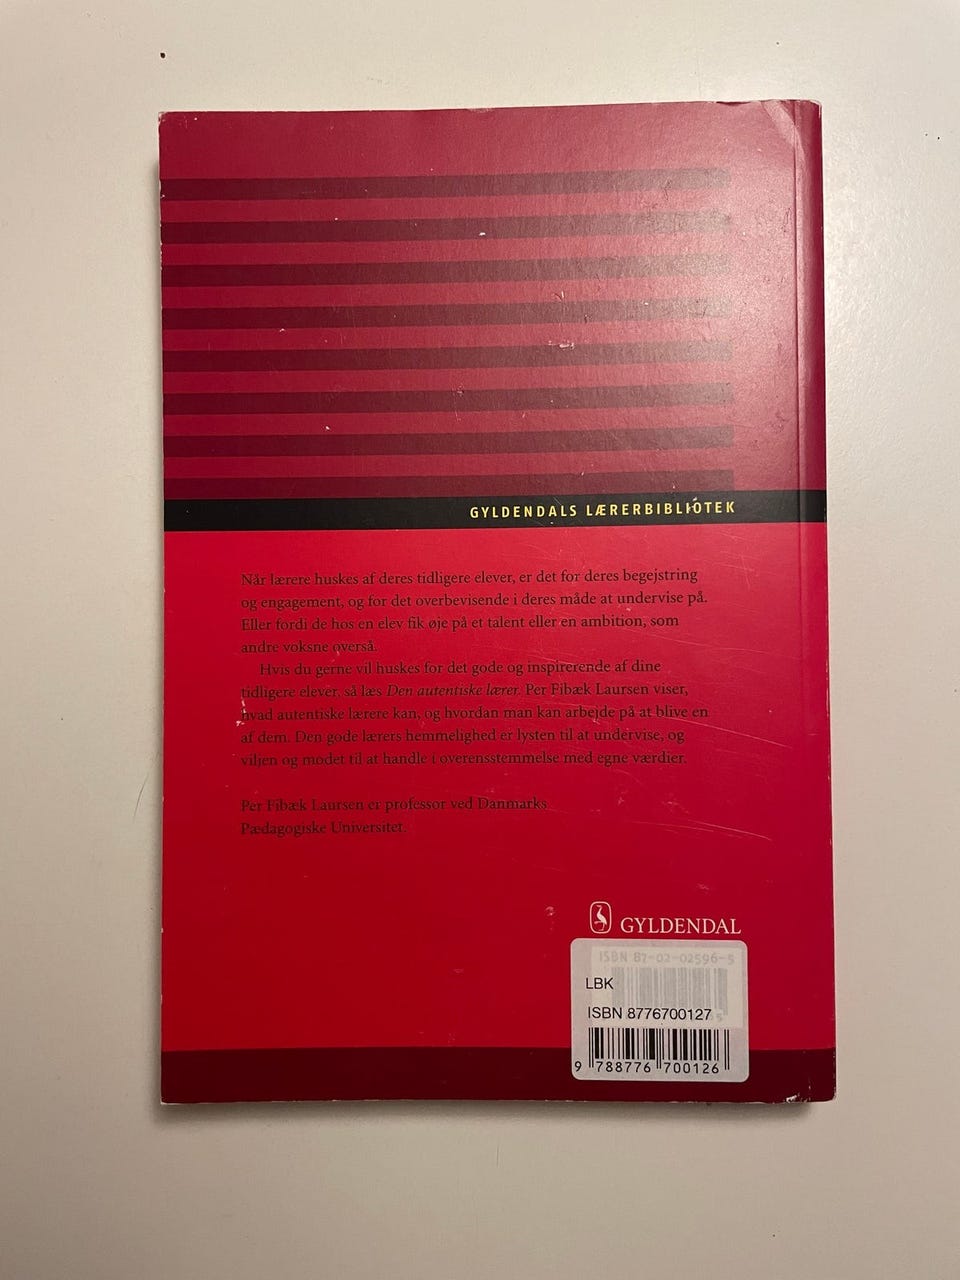 GYLDENDALS LÆRERBIBLIOTEK
Når lærere huskes af deres tidligere elever, er det for deres begejstring
og engagement, og for det overbevisende i deres måde at undervise på.
Eller fordi de hos en elev fik øje på et talent eller en ambition, som
andre voksne overså.
Hvis du gerne vil huskes for det gode og inspirerende af dine
tidligere elever, så læs Den autentiske lærer. Per Fibæk Laursen viser,
hvad autentiske lærere kan, og hvordan man kan arbejde på at blive en
af dem. Den gode lærers hemmelighed er lysten til at undervise, og
viljen og modet til at handle i overensstemmelse med egne værdier.
Per Fibæk Laursen er professor ved Danmarks
Pædagogiske Universitet.
GYLDENDAL
ISBN 87-02-02596-5
LBK
ISBN 8776700127
9 788776 700126